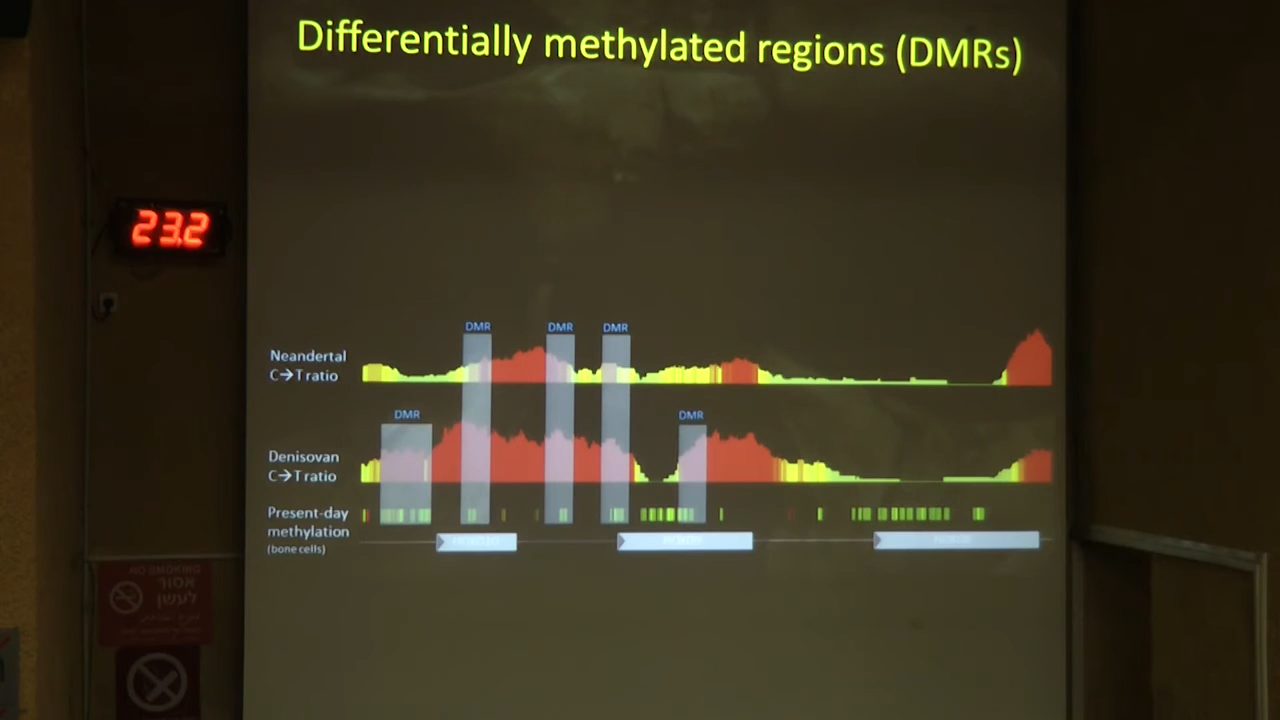 Differentially methylated regions (DMRs)
23.2
DMR DMR DMR
Neandertal
C→T ratio
DMR DMR
Denisovan
C→T ratio
Present-day
methylation
(bone cells)
NO SMOKING
אסור
לעשן